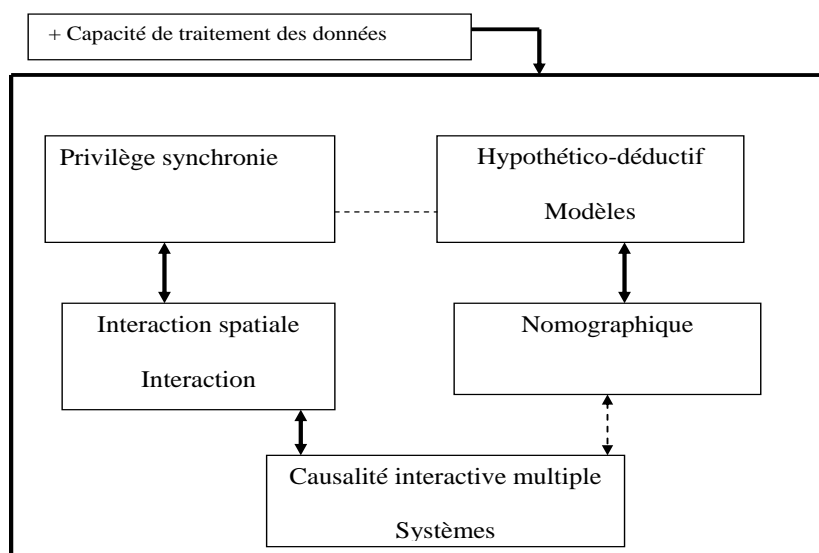 + Capacité de traitement des données
Privilège synchronie
Hypothético-déductif
Modèles
Interaction spatiale
Interaction
Nomographique
Causalité interactive multiple
Systèmes